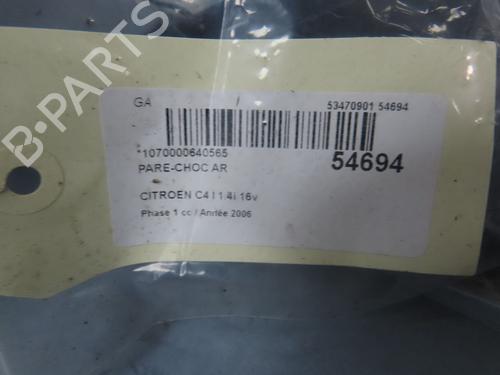 B-PARTS
GA
53470901 54694
*1070000640565
54694
PARE-CHOC AR
CITROEN C4 I 1.4i 16v
Phase 1 cc / Année 2006